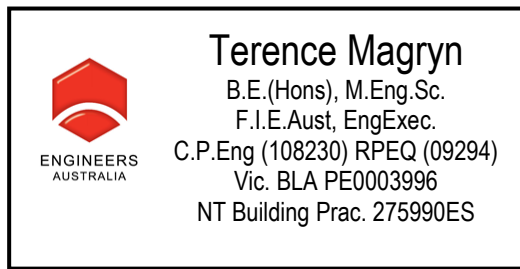 Terence Magryn
B.E.(Hons), M.Eng.Sc.
F.I.E.Aust, EngExec.
C.P.Eng (108230) RPEQ (09294)
Vic. BLA PE0003996
NT Building Prac. 275990ES
ENGINEERS
AUSTRALIA